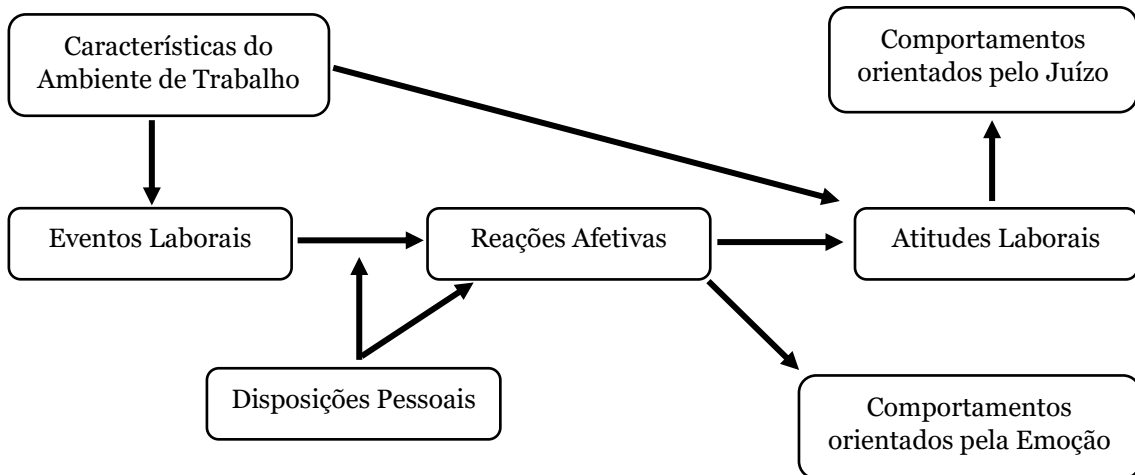 Características do
Ambiente de Trabalho
Comportamentos
orientados pelo Juízo
Eventos Laborais
Reações Afetivas
Atitudes Laborais
Disposições Pessoais
Comportamentos
orientados pela Emoção